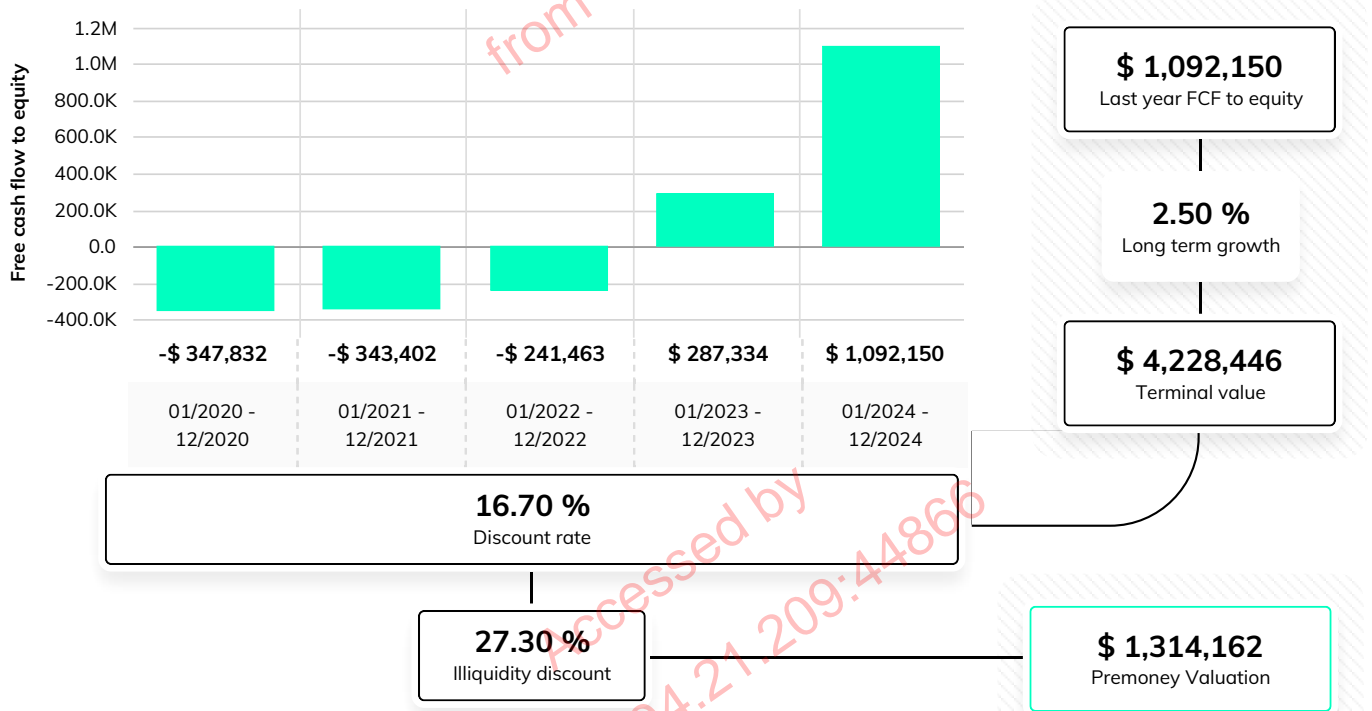 Free cash flow to equity
1.2M
1.0M
800.0K
600.0K
400.0K
200.0K
0.0
-200.0K
-400.0K
-$ 347,832
-$ 343,402
-$ 241,463
$ 287,334
$ 1,092,150
01/2020 -
12/2020
01/2021 -
12/2021
01/2022 -
12/2022
01/2023 -
12/2023
01/2024 -
12/2024
16.70 %
Discount rate
27.30 %
Illiquidity discount
$ 1,092,150
Last year FCF to equity
2.50 %
Long term growth
$ 4,228,446
Terminal value
$ 1,314,162
Premoney Valuation
from
Accessed by
04.21.209:44866